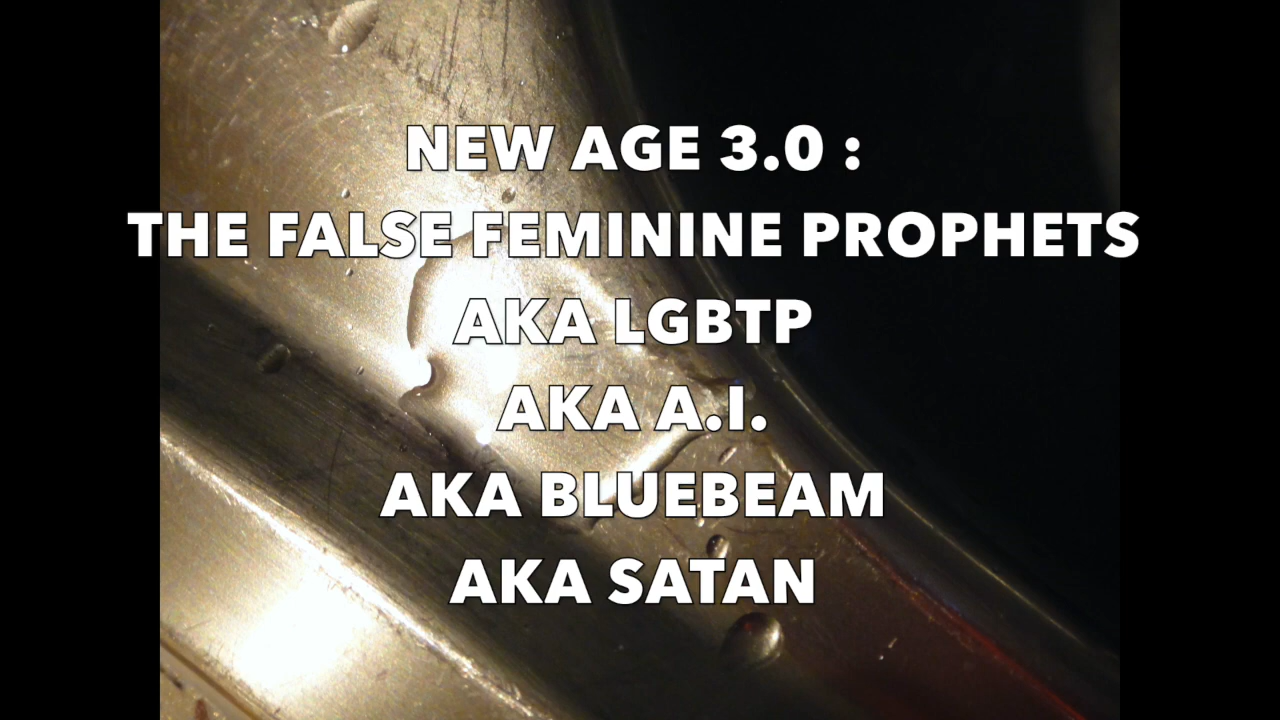 NEW AGE 3.0 :
THE FALSE FEMININE PROPHETS
AKA LGBTP
AKA A.I.
AKA BLUEBEAM
AKA SATAN